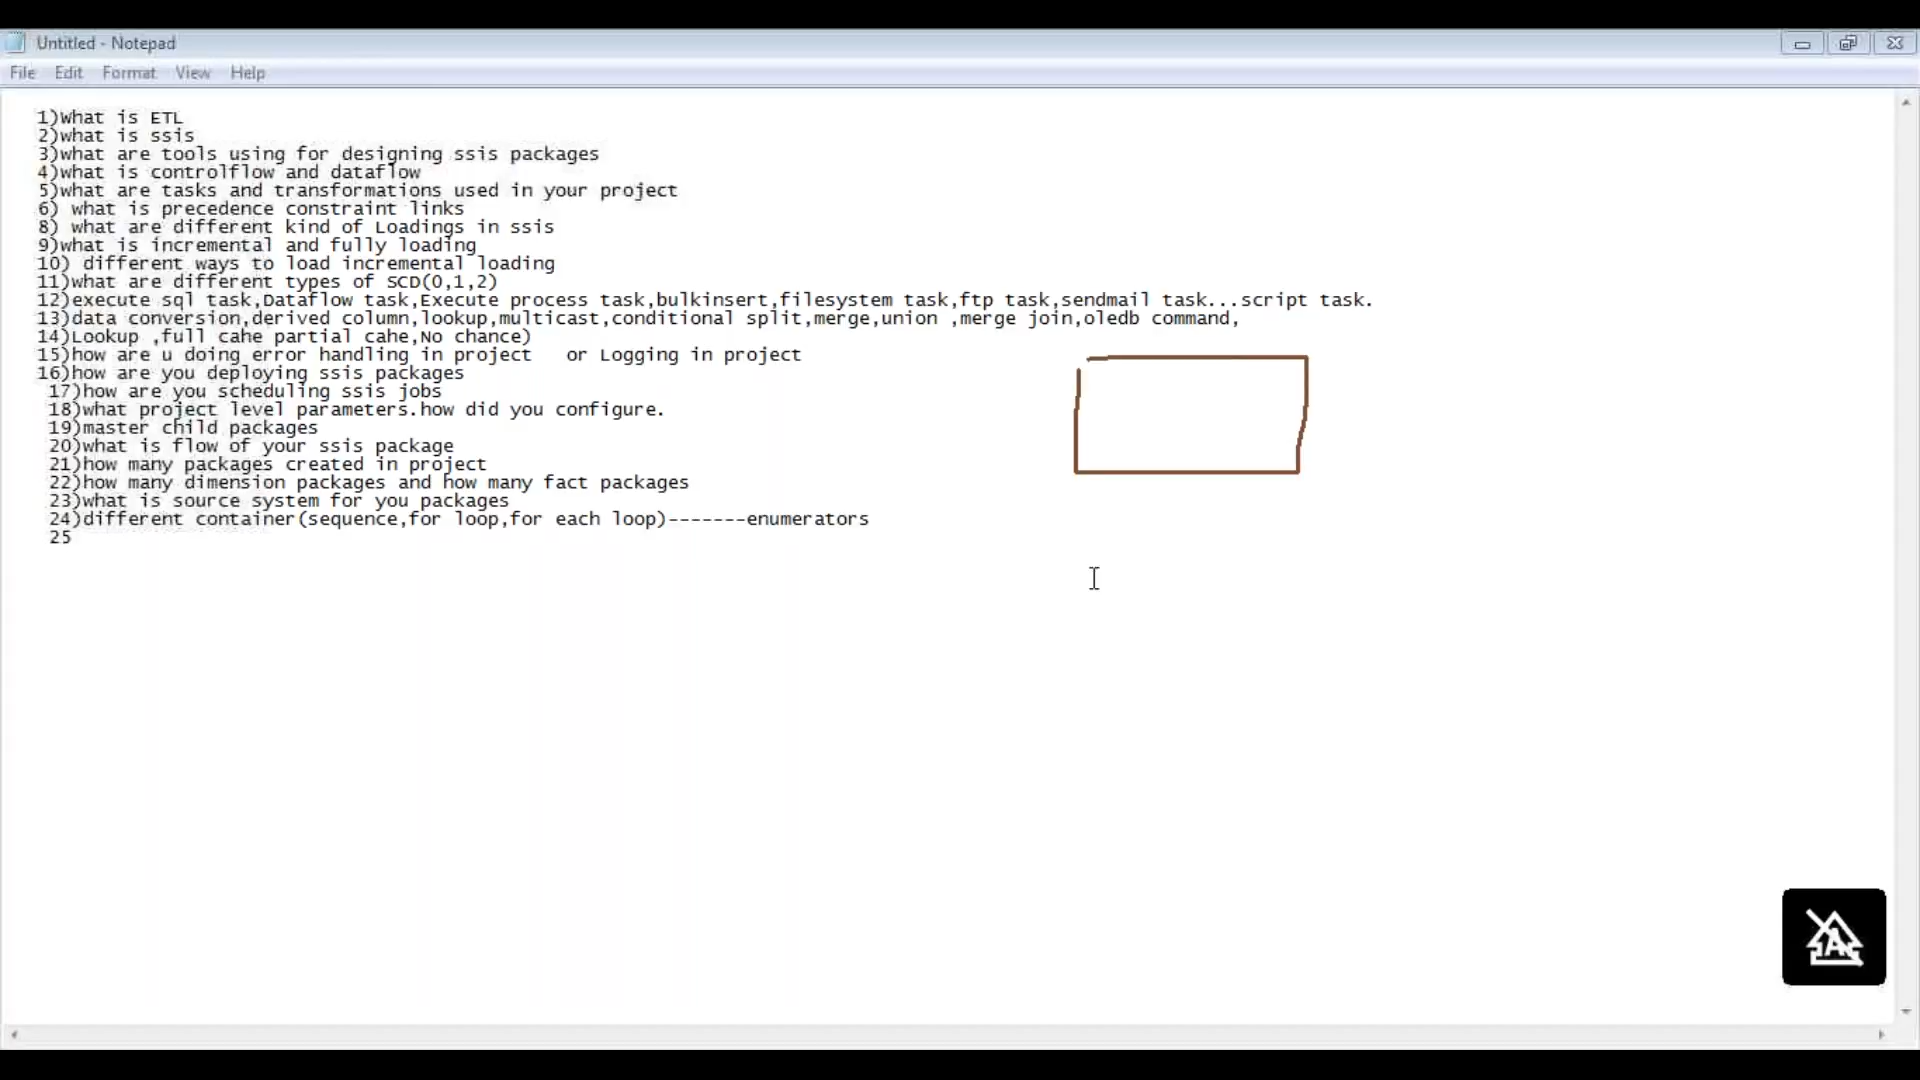 Untitled - Notepad
File Edit Format View Help
1)what is ETL
2)what is ssis
3)what are tools using for designing ssis packages
4)what is controlflow and dataflow
5)what are tasks and transformations used in your project
6) what is precedence constraint links
8) what are different kind of Loadings in ssis
9)what is incremental and fully loading
10) different ways to load incremental loading
11)what are different types of SCD(0,1,2)
12)execute sql task,Dataflow task,Execute process task,bulkinsert,filesystem task,ftp task,sendmail task...script task.
13)data conversion,derived column,lookup,multicast,conditional split,merge,union ,merge join,oledb command,
14)Lookup ,full cahe partial cahe,No chance)
15)how are u doing error handling in project   or Logging in project
16)how are you deploying ssis packages
17)how are you scheduling ssis jobs
18)what project level parameters.how did you configure.
19)master child packages
20)what is flow of your ssis package
21)how many packages created in project
22)how many dimension packages and how many fact packages
23)what is source system for you packages
24)different container(sequence,for loop,for each loop)-------enumerators
25
A